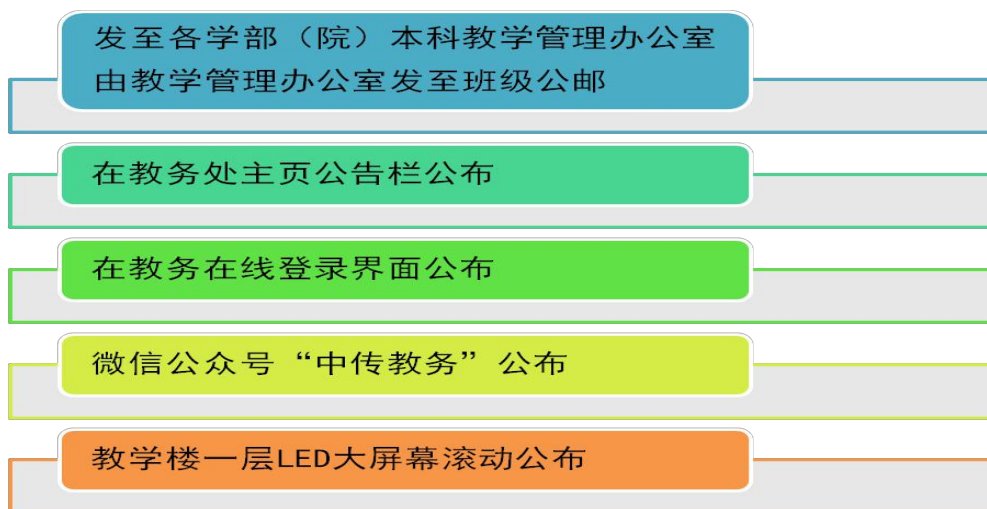 发至各学部（院）本科教学管理办公室
由教学管理办公室发至班级公邮
在教务处主页公告栏公布
在教务在线登录界面公布
微信公众号“中传教务”公布
教学楼一层LED大屏幕滚动公布